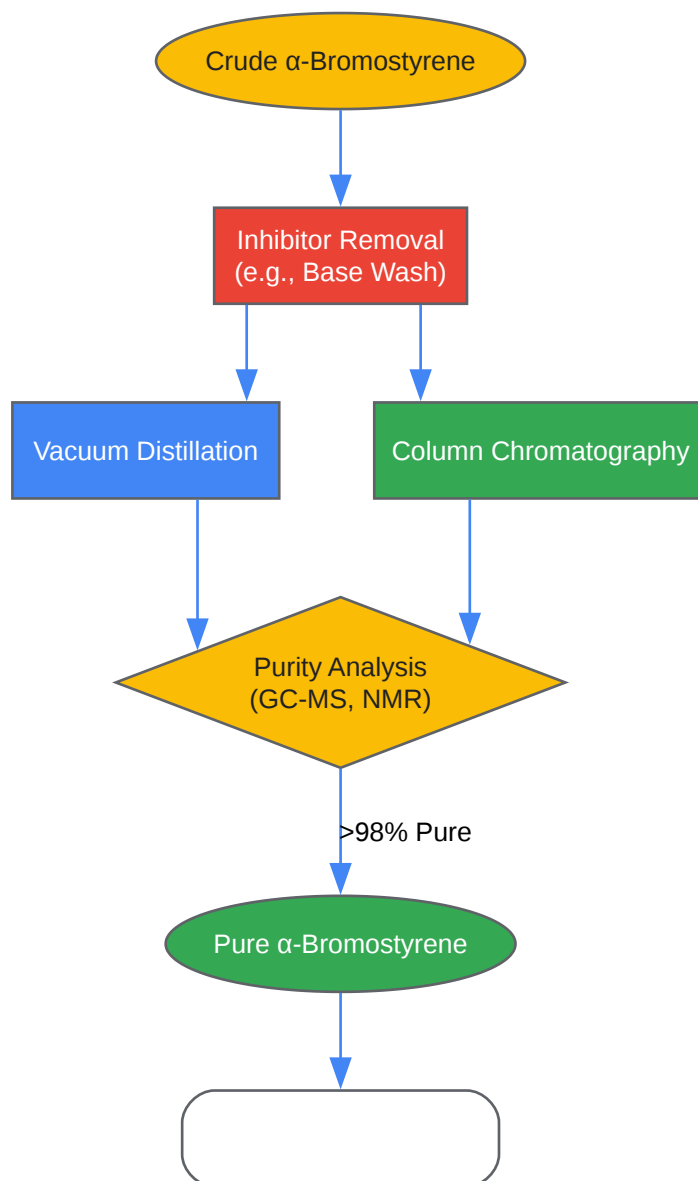 Crude α-Bromostyrene
Inhibitor Removal
(e.g., Base Wash)
Vacuum Distillation
Column Chromatography
Purity Analysis
(GC-MS, NMR)
>98% Pure
Pure α-Bromostyrene